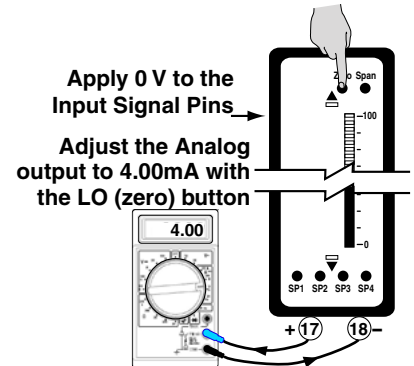 Zero Span
Apply 0 V to the
Input Signal Pins
100
Adjust the Analog
output to 4.00mA with
the LO (zero) button
4.00
0
SP1 SP2 SP3 SP4
+ 17 18 –